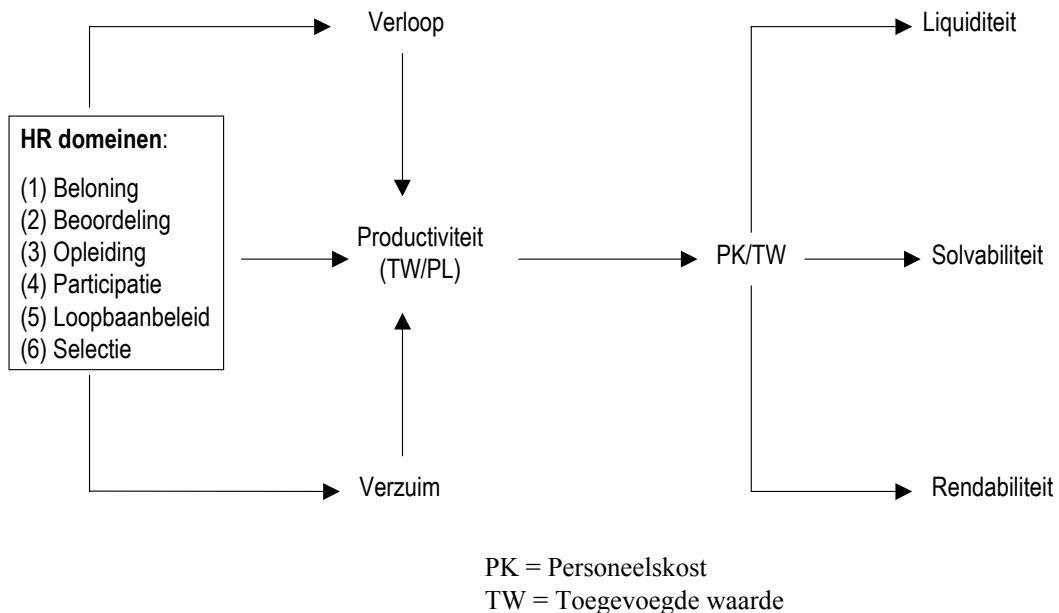 Verloop
Liquiditeit
HR domeinen:
(1) Beloning
(2) Beoordeling
(3) Opleiding
(4) Participatie
(5) Loopbaanbeleid
(6) Selectie
Productiviteit
(TW/PL)
PK/TW
Solvabiliteit
Verzuim
Rendabiliteit
PK = Personeelskost
TW = Toegevoegde waarde